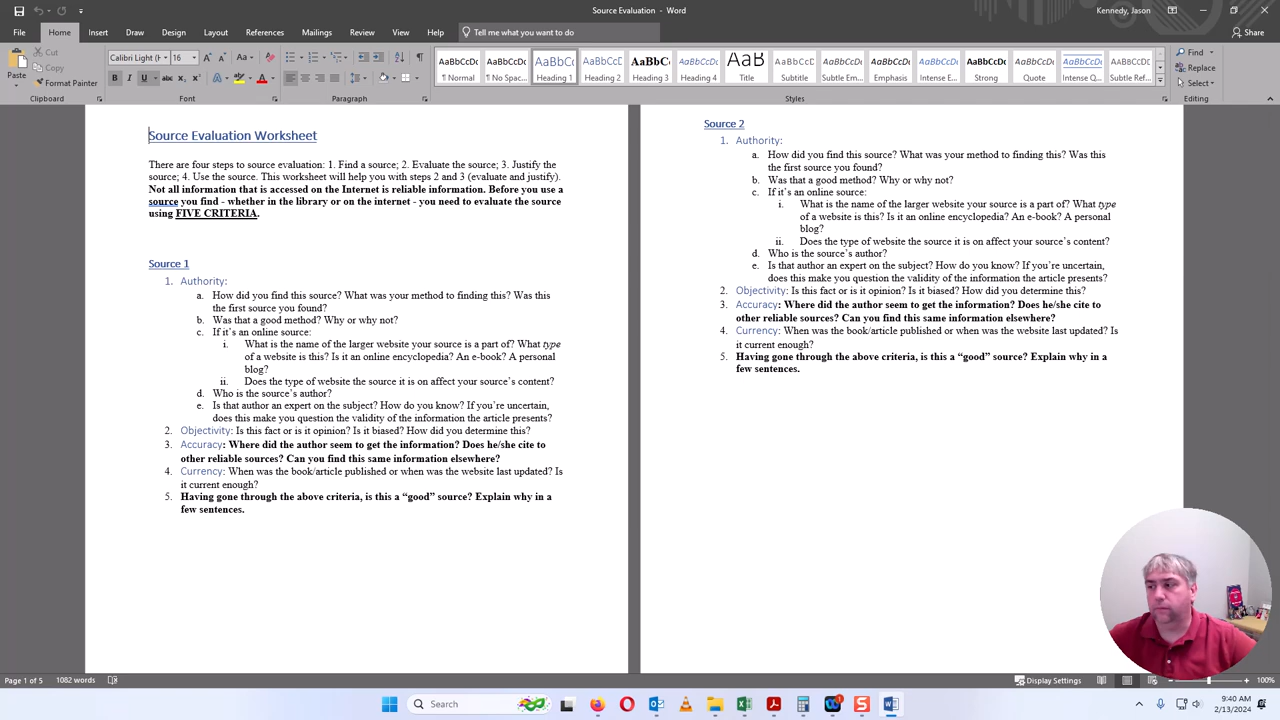 Source Evaluation - Word
Kennedy, Jason
File Home Insert Draw Design Layout References Mailings Review View Help Tell me what you want to do Share
Cut
Copy
Format Painter
Paste
Clipboard
Calibri Light (H 16
Font
Paragraph
AaBbCcDc AaBbCcDc AaBbCc AaBbCcD AaBbCc AaBbCcDc AaB AaBbCcD AaBbCcDc AaBbCcDc AaBbCcDc AaBbCcDc AaBbCcDc AaBbCcDc AaBbCcDc
¶ Normal ¶ No Spac... Heading 1 Heading 2 Heading 3 Heading 4 Title Subtitle Subtle Em... Emphasis Intense E... Strong Quote Intense Q... Subtle Ref...
Styles
Find
Replace
Select
Editing
Source Evaluation Worksheet
There are four steps to source evaluation: 1. Find a source; 2. Evaluate the source; 3. Justify the
source; 4. Use the source. This worksheet will help you with steps 2 and 3 (evaluate and justify).
Not all information that is accessed on the Internet is reliable information. Before you use a
source you find - whether in the library or on the internet - you need to evaluate the source
using FIVE CRITERIA.
Source 1
1. Authority:
a. How did you find this source? What was your method to finding this? Was this
the first source you found?
b. Was that a good method? Why or why not?
c. If it's an online source:
i. What is the name of the larger website your source is a part of? What type
of a website is this? Is it an online encyclopedia? An e-book? A personal
blog?
ii. Does the type of website the source it is on affect your source's content?
d. Who is the source's author?
e. Is that author an expert on the subject? How do you know? If you're uncertain,
does this make you question the validity of the information the article presents?
2. Objectivity: Is this fact or is it opinion? Is it biased? How did you determine this?
3. Accuracy: Where did the author seem to get the information? Does he/she cite to
other reliable sources? Can you find this same information elsewhere?
4. Currency: When was the book/article published or when was the website last updated? Is
it current enough?
5. Having gone through the above criteria, is this a “good” source? Explain why in a
few sentences.
Source 2
1. Authority:
a. How did you find this source? What was your method to finding this? Was this
the first source you found?
b. Was that a good method? Why or why not?
c. If it's an online source:
i. What is the name of the larger website your source is a part of? What type
of a website is this? Is it an online encyclopedia? An e-book? A personal
blog?
ii. Does the type of website the source it is on affect your source's content?
d. Who is the source's author?
e. Is that author an expert on the subject? How do you know? If you're uncertain,
does this make you question the validity of the information the article presents?
2. Objectivity: Is this fact or is it opinion? Is it biased? How did you determine this?
3. Accuracy: Where did the author seem to get the information? Does he/she cite to
other reliable sources? Can you find this same information elsewhere?
4. Currency: When was the book/article published or when was the website last updated? Is
it current enough?
5. Having gone through the above criteria, is this a “good” source? Explain why in a
few sentences.
Page 1 of 5 1082 words
Display Settings
100%
Search
9:40 AM
2/13/2024